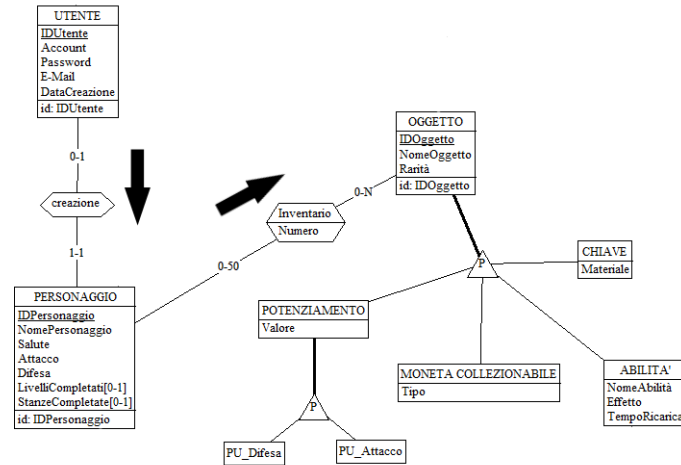 UTENTE
IDUtente
Account
Password
E-Mail
DataCreazione
id: IDUtente
0-1
creazione
1-1
PERSONAGGIO
IDPersonaggio
NomePersonaggio
Salute
Attacco
Difesa
LivelliCompletati[0-1]
StanzeCompletate[0-1]
id: IDPersonaggio
0-50
Inventario
Numero
0-N
OGGETTO
IDOggetto
NomeOggetto
Rarità
id: IDOggetto
P
CHIAVE
Materiale
POTENZIAMENTO
Valore
MONETA COLLEZIONABILE
Tipo
ABILITA'
NomeAbilità
Effetto
TempoRicarica
P
PU_Difesa
PU_Attacco